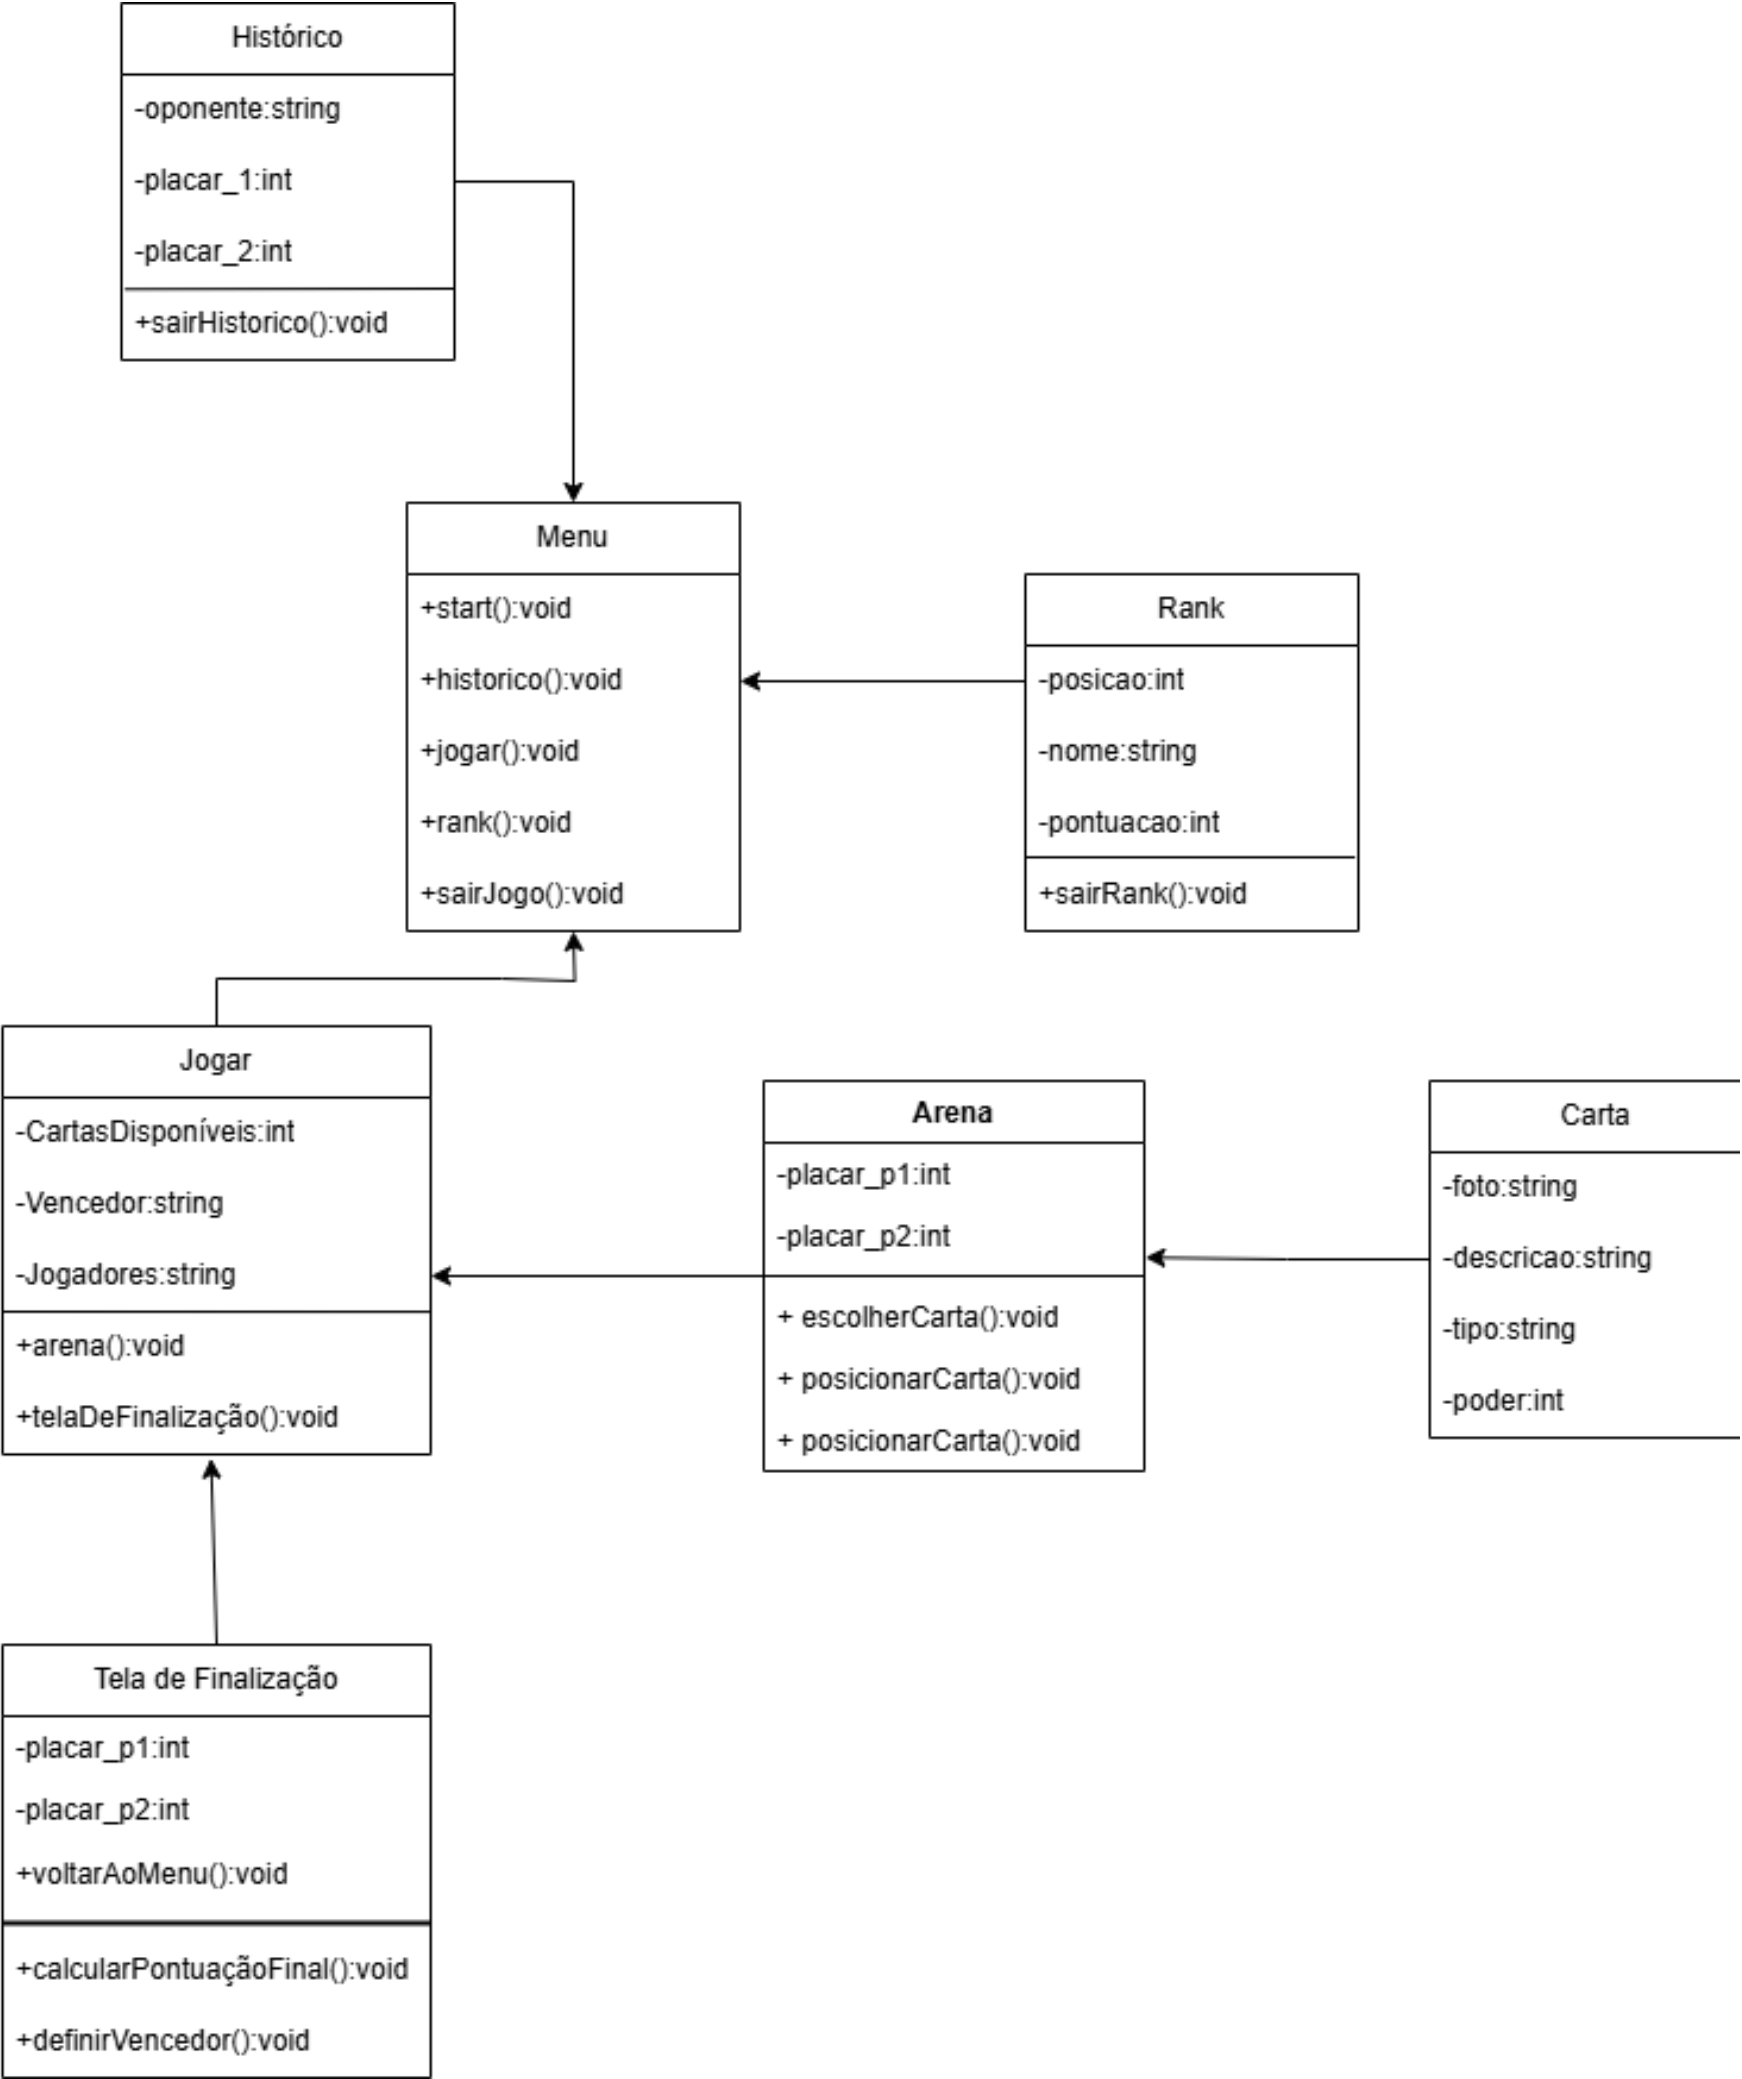 Histórico
-oponente:string
-placar_1:int
-placar_2:int
+sairHistorico():void
Menu
+start():void
+historico():void
+jogar():void
+rank():void
+sairJogo():void
Rank
-posicao:int
-nome:string
-pontuacao:int
+sairRank():void
Jogar
-CartasDisponíveis:int
-Vencedor:string
-Jogadores:string
+arena():void
+telaDeFinalização():void
Arena
-placar_p1:int
-placar_p2:int
+ escolherCarta():void
+ posicionarCarta():void
+ posicionarCarta():void
Carta
-foto:string
-descricao:string
-tipo:string
-poder:int
Tela de Finalização
-placar_p1:int
-placar_p2:int
+voltarAoMenu():void
+calcularPontuaçãoFinal():void
+definirVencedor():void